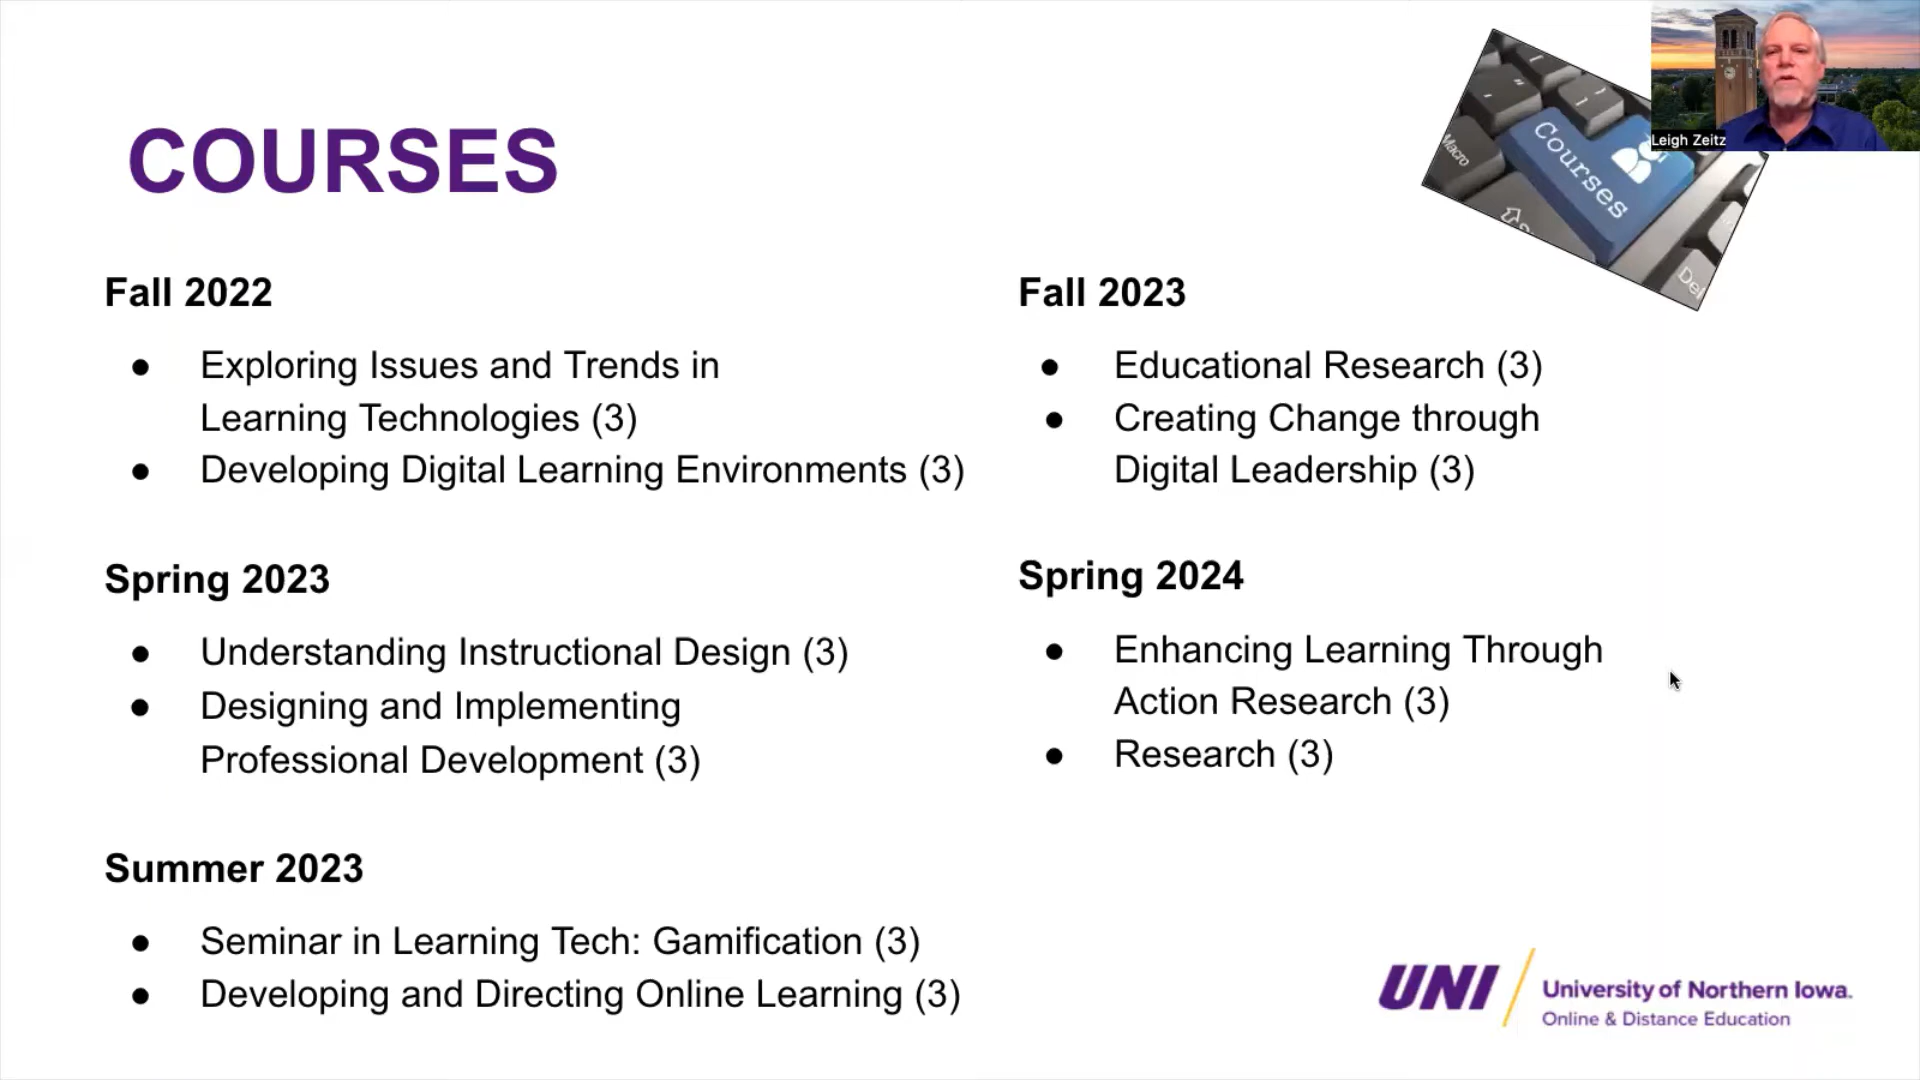 COURSES
Fall 2022
● Exploring Issues and Trends in
Learning Technologies (3)
● Developing Digital Learning Environments (3)
Spring 2023
● Understanding Instructional Design (3)
● Designing and Implementing
Professional Development (3)
Summer 2023
● Seminar in Learning Tech: Gamification (3)
● Developing and Directing Online Learning (3)
Fall 2023
● Educational Research (3)
● Creating Change through
Digital Leadership (3)
Spring 2024
● Enhancing Learning Through
Action Research (3)
● Research (3)
Courses
Macro
Del
Leigh Zeitz
UNI
University of Northern Iowa.
Online & Distance Education